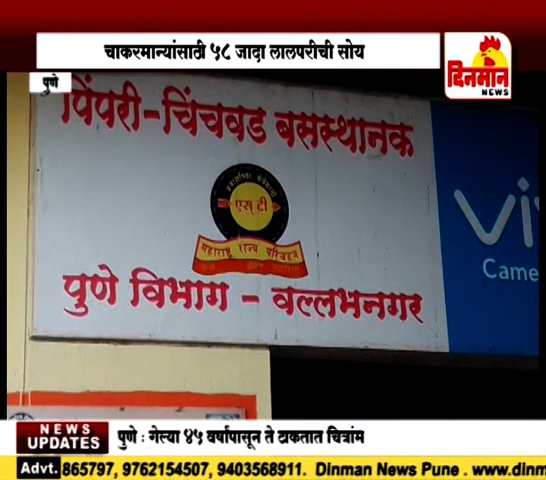 चाकरमान्यांसाठी ५८ जादा लालपरीची सोय
दिनमान
NEWS
पुणे
पिंपरी-चिंचवड बसस्थानक
एस् टी
महाराष्ट्र राज्य परिवहन
पुणे विभाग - वल्लभनगर
viv
Came
NEWS
UPDATES
पुणे : गेल्या ४५ वर्षांपासून ते टाकतात चित्रांम
Advt. 865797, 9762154507, 9403568911. Dinman News Pune . www.dinm